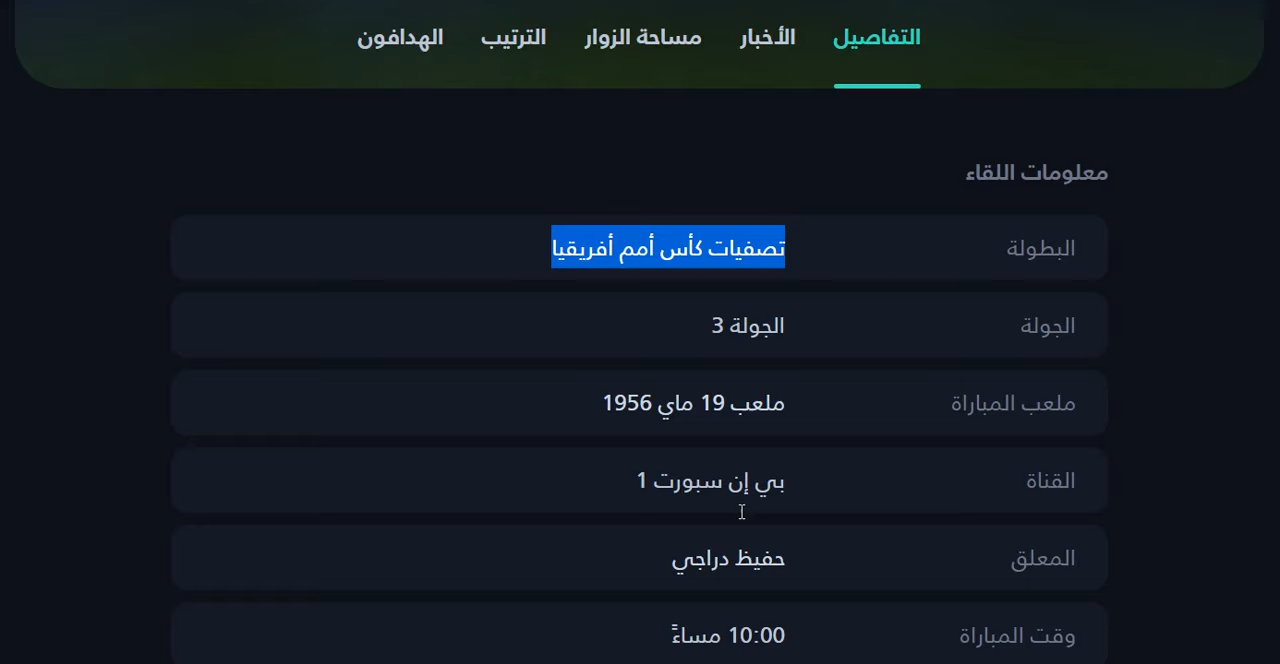 التفاصيل الأخبار مساحة الزوار الترتيب الهدافون
معلومات اللقاء
البطولة تصفيات كأس أمم أفريقيا
الجولة الجولة 3
ملعب المباراة ملعب 19 ماي 1956
القناة بي إن سبورت 1
المعلق حفيظ دراجي
وقت المباراة 10:00 مساءً